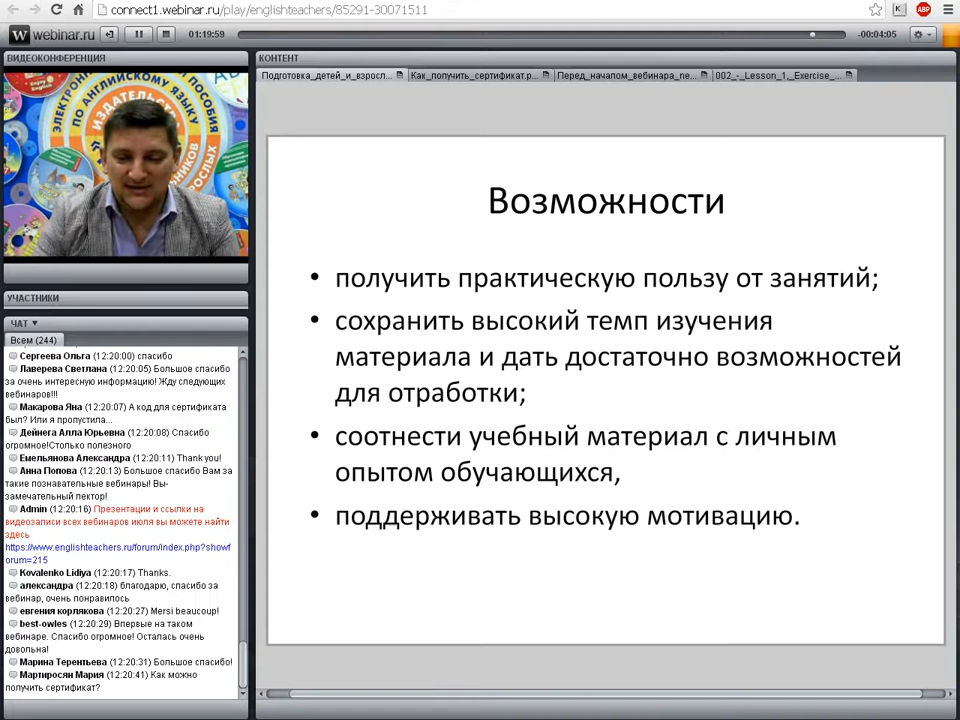 connect1.webinar.ru/play/englishteachers/85291-30071511
webinar.ru
01:19:59
-00:04:05
ВИДЕОКОНФЕРЕНЦИЯ
ЭЛЕКТРОННЫЕ ПОСОБИЯ
ПО АНГЛИЙСКОМУ ЯЗЫКУ
ИЗДАТЕЛЬСТВО
УЧАСТНИКИ
ЧАТ
Всем (244)
Сергеева Ольга (12:20:00) спасибо
Лаверева Светлана (12:20:05) Большое спасибо
за очень интересную информацию! Жду следующих
вебинаров!!!
Макарова Яна (12:20:07) А код для сертификата
был? Или я пропустила...
Дейнега Алла Юрьевна (12:20:08) Спасибо
огромное!Столько полезного
Емельянова Александра (12:20:11) Thank you!
Анна Попова (12:20:13) Большое спасибо Вам за
такие познавательные вебинары! Вы-
замечательный лектор!
Admin (12:20:16) Презентации и ссылки на
видеозаписи всех вебинаров июля вы можете найти
здесь
https://www.englishteachers.ru/forum/index.php?showf
orum=215
Kovalenko Lidiya (12:20:17) Thanks.
александра (12:20:18) благодарю, спасибо за
вебинар, очень понравилось
евгения корлякова (12:20:27) Mersi beaucoup!
best-owles (12:20:29) Впервые на таком
вебинаре. Спасибо огромное! Осталась очень
довольна!
Марина Терентьева (12:20:31) Большое спасибо!
Мартиросян Мария (12:20:41) Как можно
получить сертификат?
КОНТЕНТ
Подготовка_детей_и_взросл...
Как_получить_сертификат.p...
Перед_началом_вебинара_пе...
002_-_Lesson_1,_Exercise_...
Возможности
• получить практическую пользу от занятий;
• сохранить высокий темп изучения
материала и дать достаточно возможностей
для отработки;
• соотнести учебный материал с личным
опытом обучающихся,
• поддерживать высокую мотивацию.